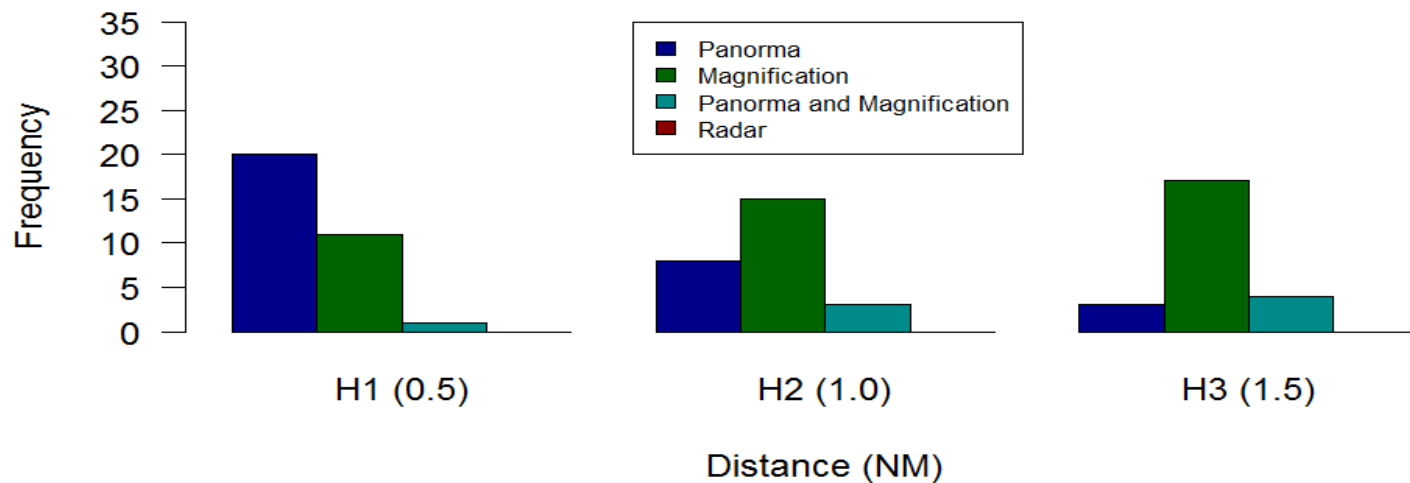 35
30
25
20
15
10
5
0
Frequency
Panorma
Magnification
Panorma and Magnification
Radar
H1 (0.5)
H2 (1.0)
H3 (1.5)
Distance (NM)